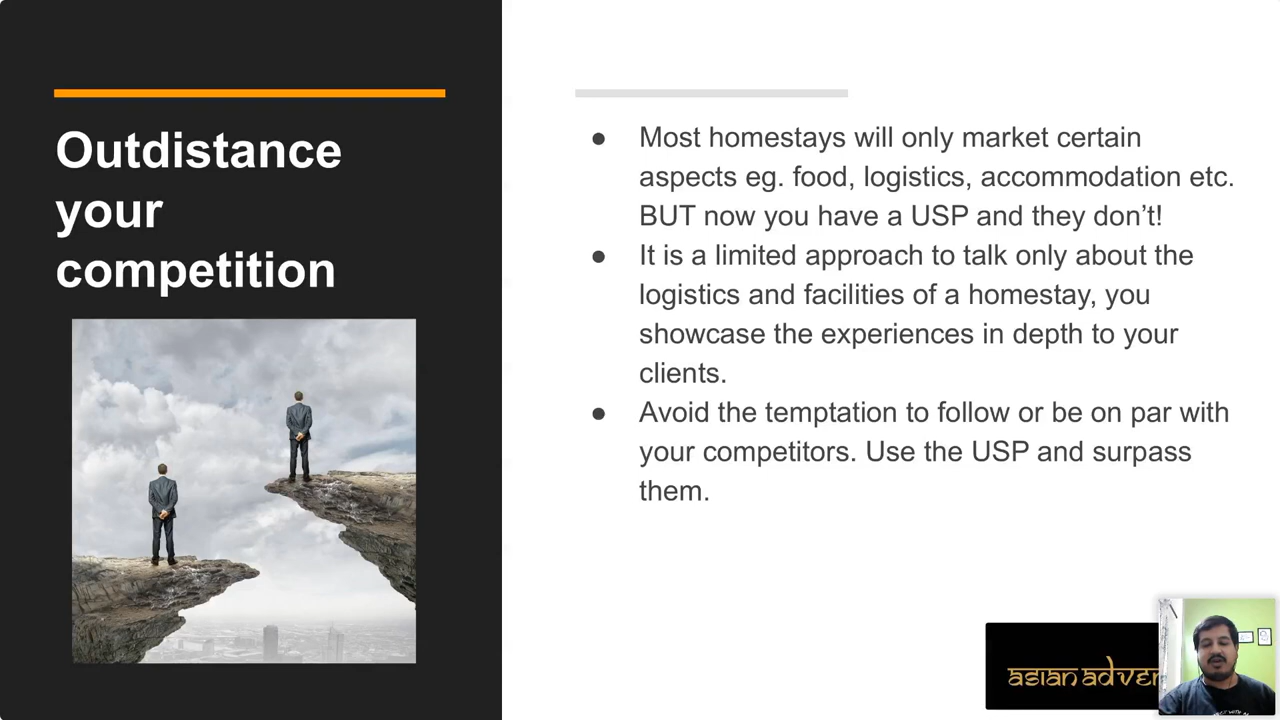 Outdistance
your
competition
● Most homestays will only market certain
aspects eg. food, logistics, accommodation etc.
BUT now you have a USP and they don’t!
● It is a limited approach to talk only about the
logistics and facilities of a homestay, you
showcase the experiences in depth to your
clients.
● Avoid the temptation to follow or be on par with
your competitors. Use the USP and surpass
them.
asian adven